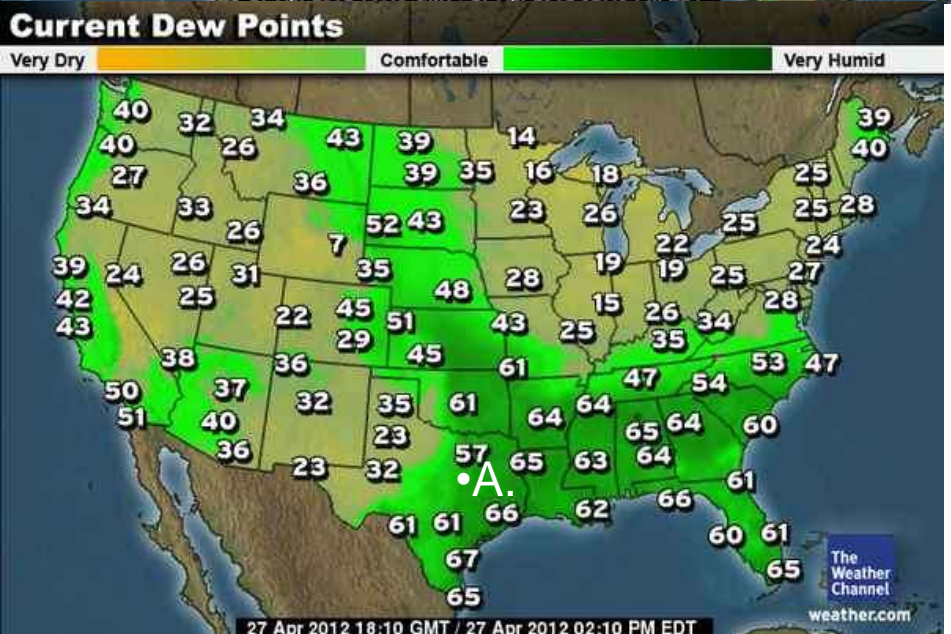 Current Dew Points
Very Dry Comfortable Very Humid
40 32 34 43 39 14 39
40 26 39 35 16 18 25 40
27 36
34 33 26 52 43 23 26 25 25 28
7 22 24
39 24 26 31 35 48 28 19 19 25 27
42 25 22 45 51 43 15 26 34 28
43 29 45 25 35
38 36 61 53 47
50 37 32 35 61 47 54
51 40 23 64 64 65 64 60
36 23 32 57 65 63 64
•A. 61
61 61 66 62 66
67 60 61
65 65
The
Weather
Channel
weather.com
27 Apr 2012 18:10 GMT / 27 Apr 2012 02:10 PM EDT